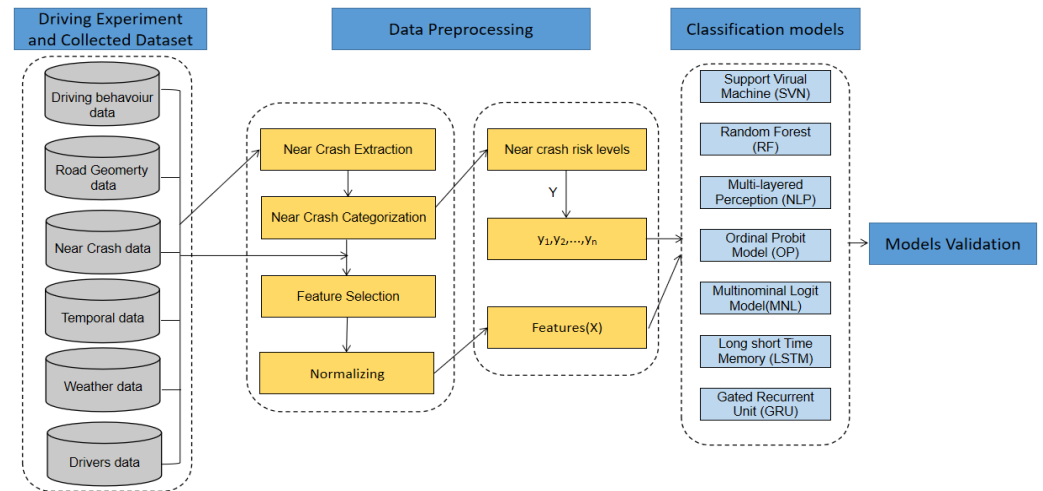 Driving Experiment
and Collected Dataset
Data Preprocessing
Classification models
Driving behavoiur
data
Road Geomerty
data
Near Crash data
Temporal data
Weather data
Drivers data
Near Crash Extraction
Near Crash Categorization
Feature Selection
Normalizing
Near crash risk levels
Y
y₁,y₂,...,yₙ
Features(X)
Support Virual
Machine (SVN)
Random Forest
(RF)
Multi-layered
Perception (NLP)
Ordinal Probit
Model (OP)
Multinominal Logit
Model(MNL)
Long short Time
Memory (LSTM)
Gated Recurrent
Unit (GRU)
Models Validation